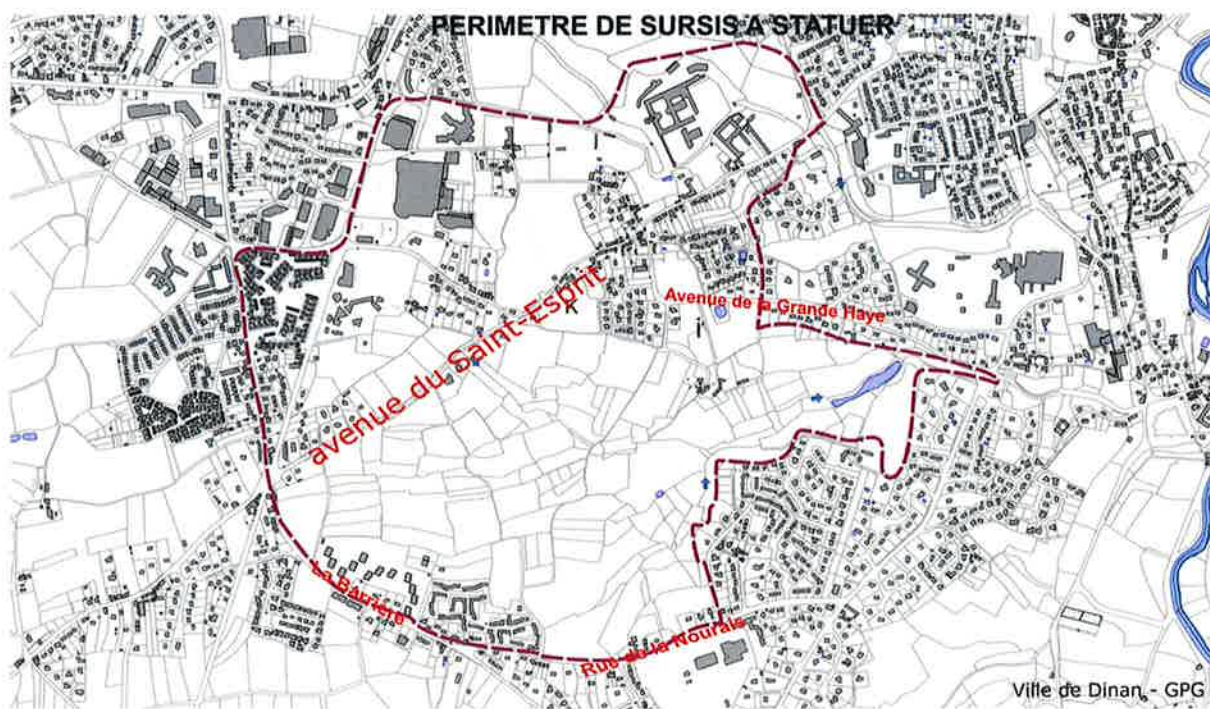 PERIMETRE DE SURSIS A STATUER
Avenue de la Grande Haye
avenue du Saint-Esprit
La Barrière
Rue de la Nourais
Ville de Dinan - GPG